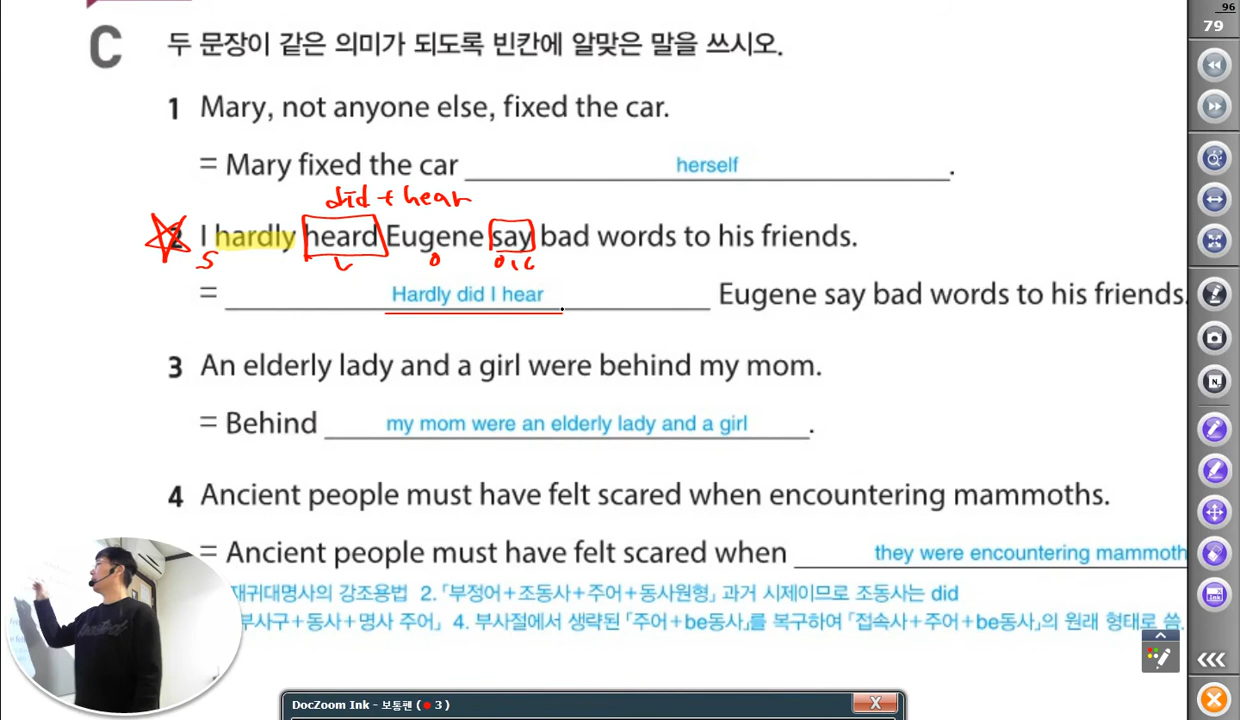 96
79
C 두 문장이 같은 의미가 되도록 빈칸에 알맞은 말을 쓰시오.
1 Mary, not anyone else, fixed the car.
= Mary fixed the car herself.
did + hear
2 I hardly heard Eugene say bad words to his friends.
S V O O.C
= Hardly did I hear Eugene say bad words to his friends.
3 An elderly lady and a girl were behind my mom.
= Behind my mom were an elderly lady and a girl.
4 Ancient people must have felt scared when encountering mammoths.
= Ancient people must have felt scared when they were encountering mammoth
재귀대명사의 강조용법 2.「부정어+조동사+주어+동사원형」 과거 시제이므로 조동사는 did
부사구+동사+명사 주어」 4. 부사절에서 생략된 「주어+be동사」를 복구하여 「접속사+주어+be동사」의 원래 형태로 씀.
DocZoom Ink - 보통펜 ( 3 )